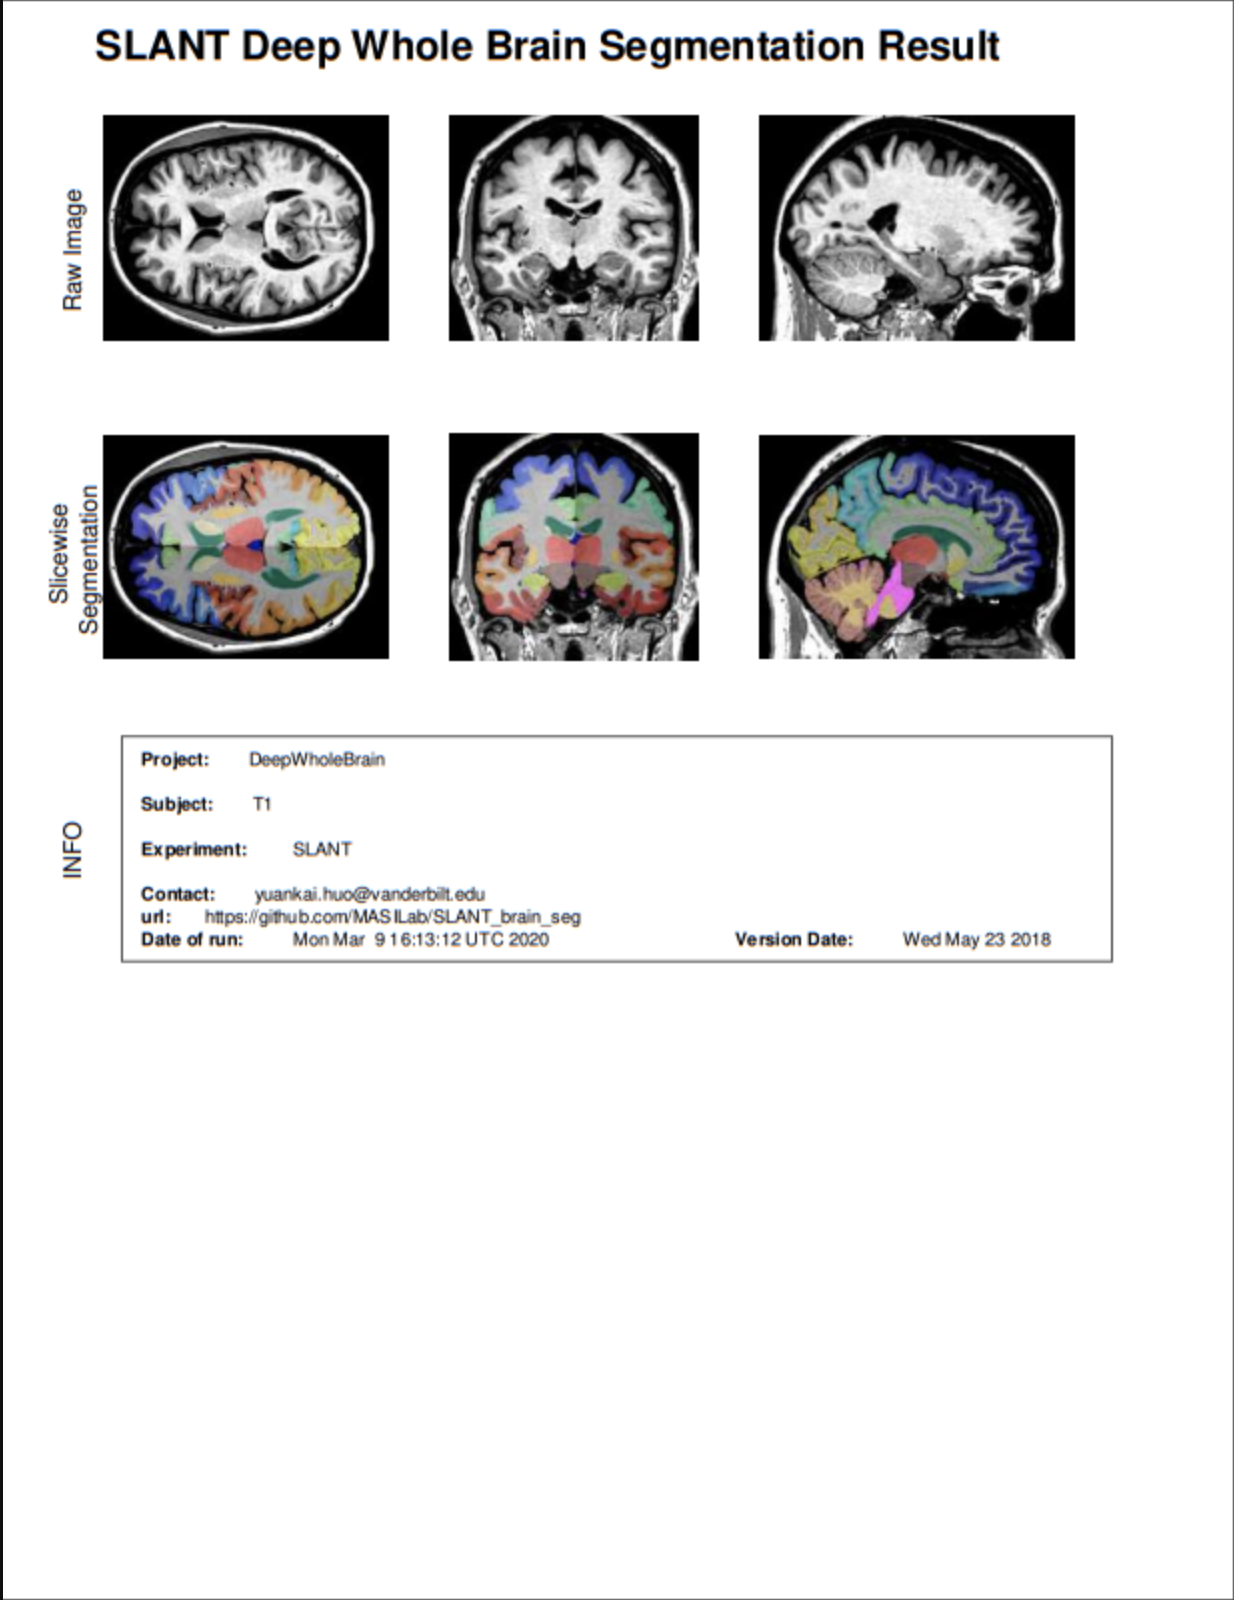 SLANT Deep Whole Brain Segmentation Result
Raw Image
Slicewise
Segmentation
INFO
Project: DeepWholeBrain
Subject: T1
Experiment: SLANT
Contact: yuankai.huo@vanderbilt.edu
url: https://github.com/MASILab/SLANT_brain_seg
Date of run: Mon Mar 9 16:13:12 UTC 2020 Version Date: Wed May 23 2018